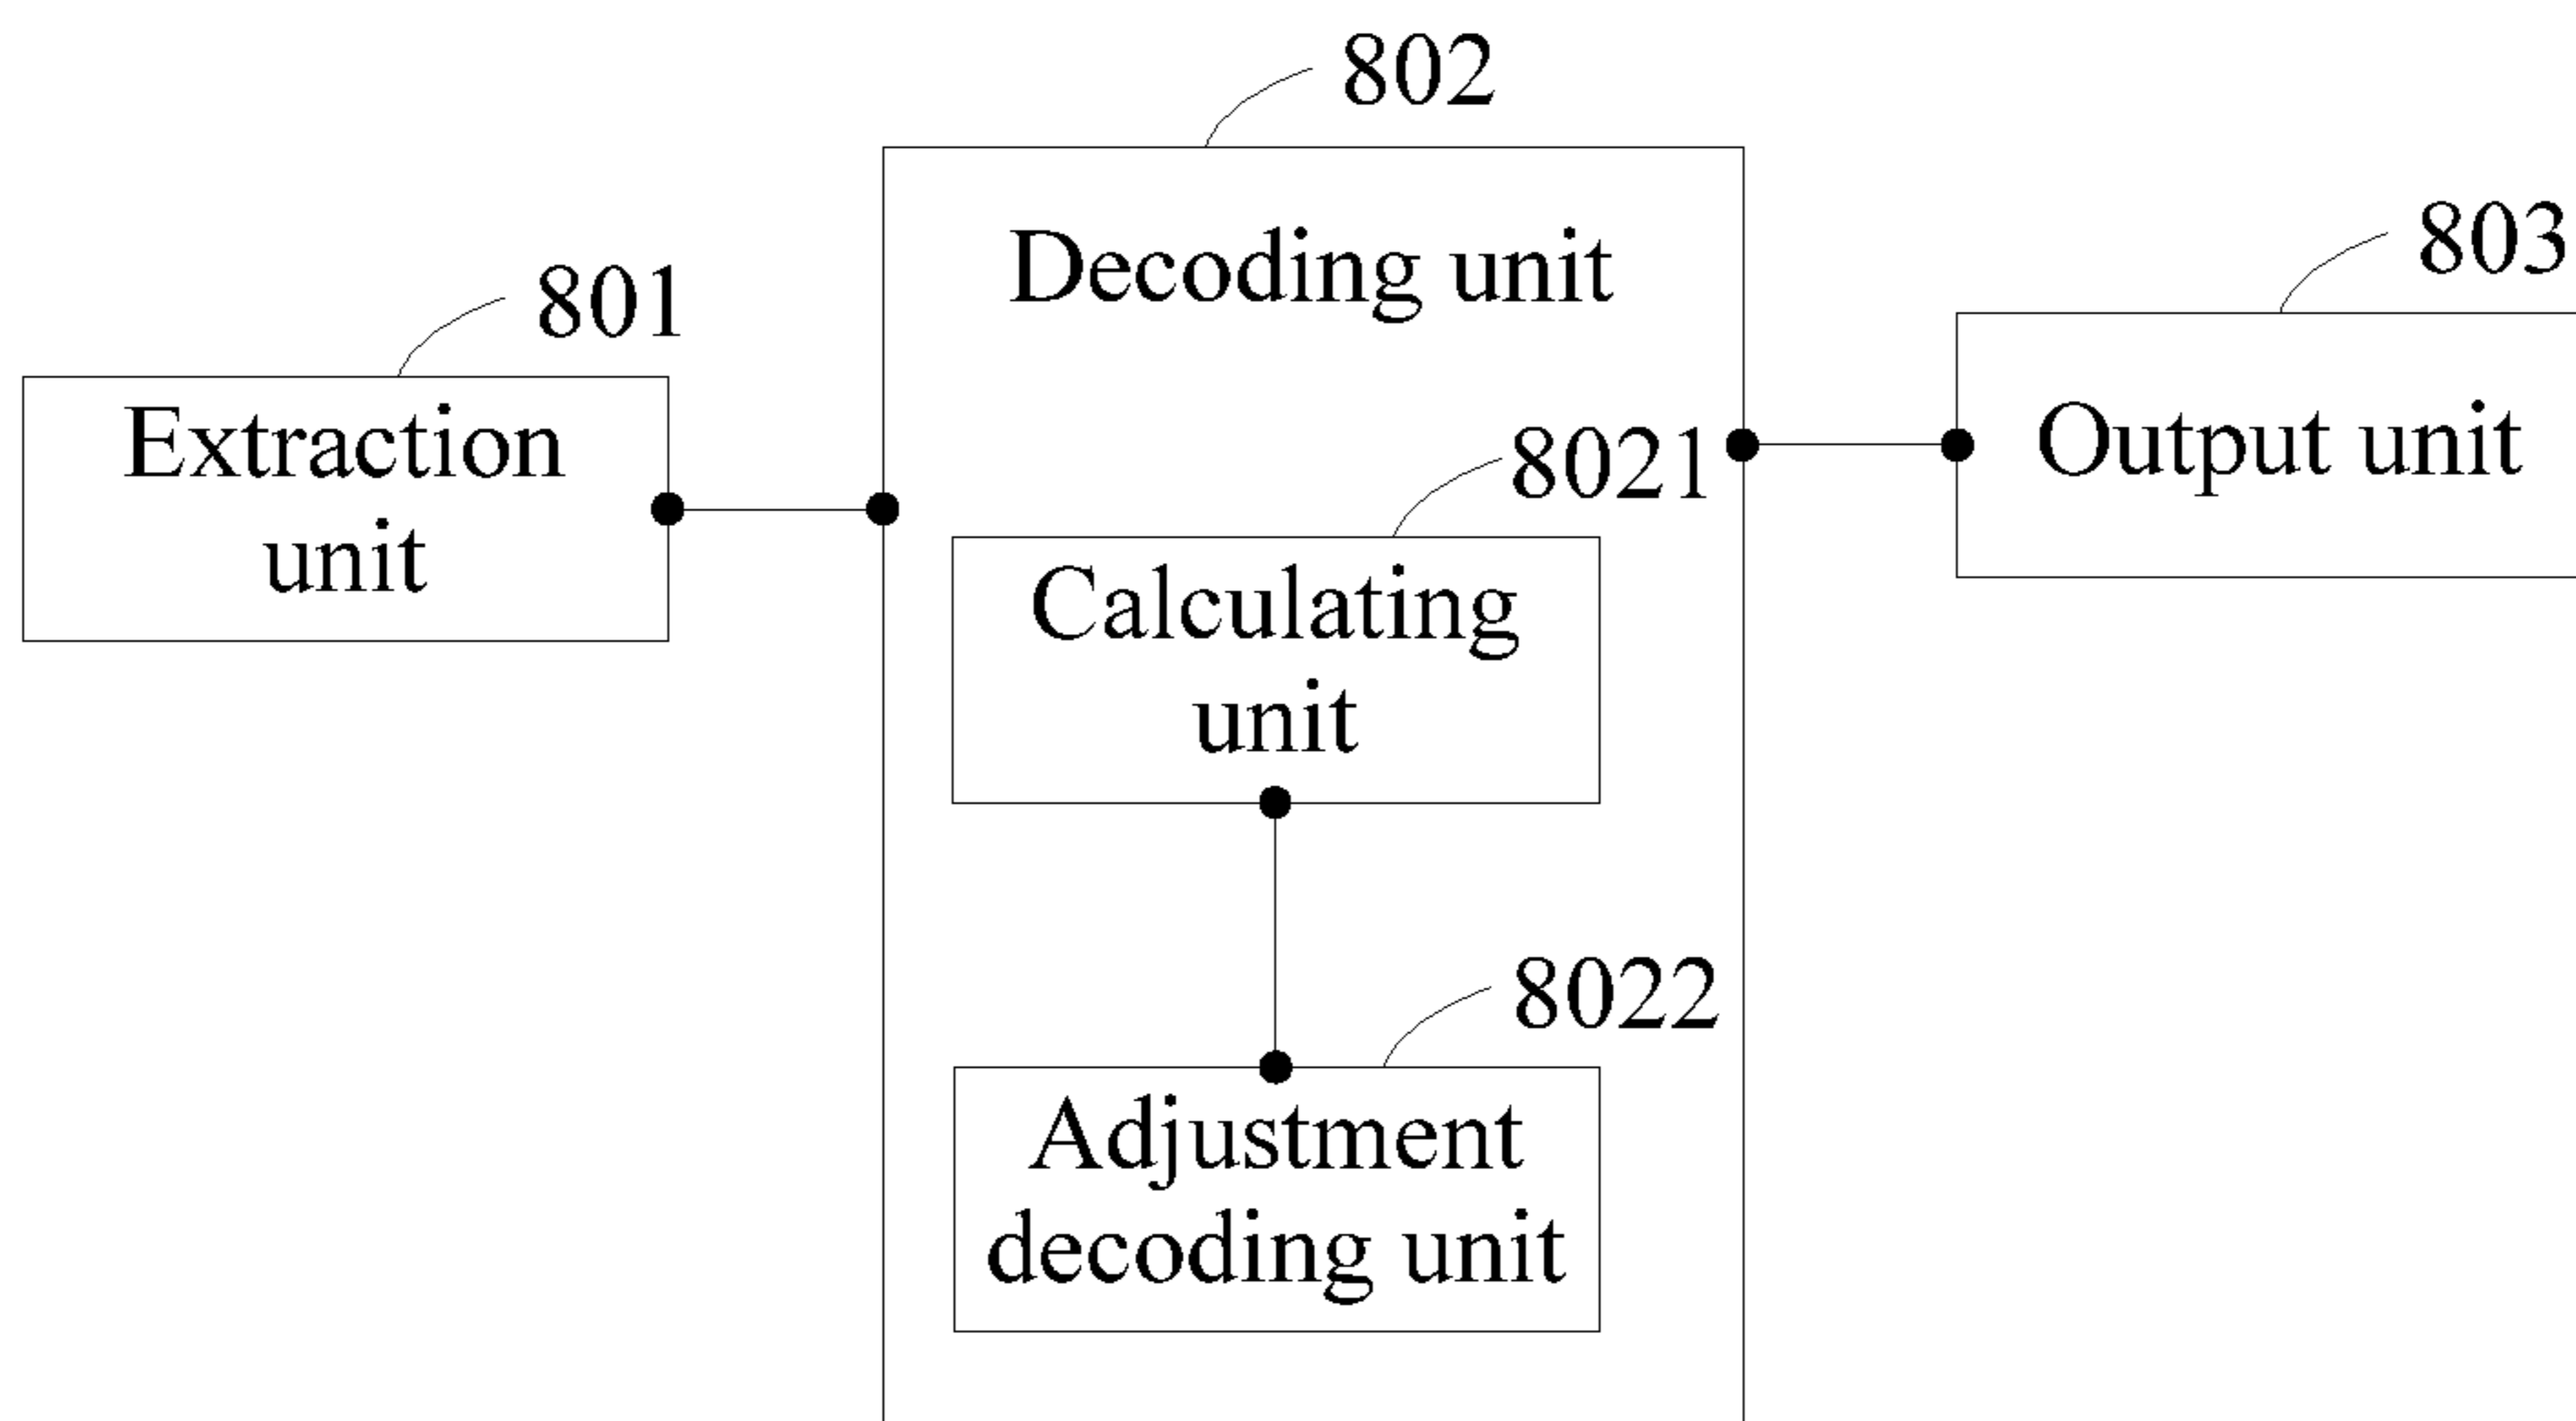 802
Decoding unit
801
Extraction
unit
803
Output unit
8021
Calculating
unit
8022
Adjustment
decoding unit